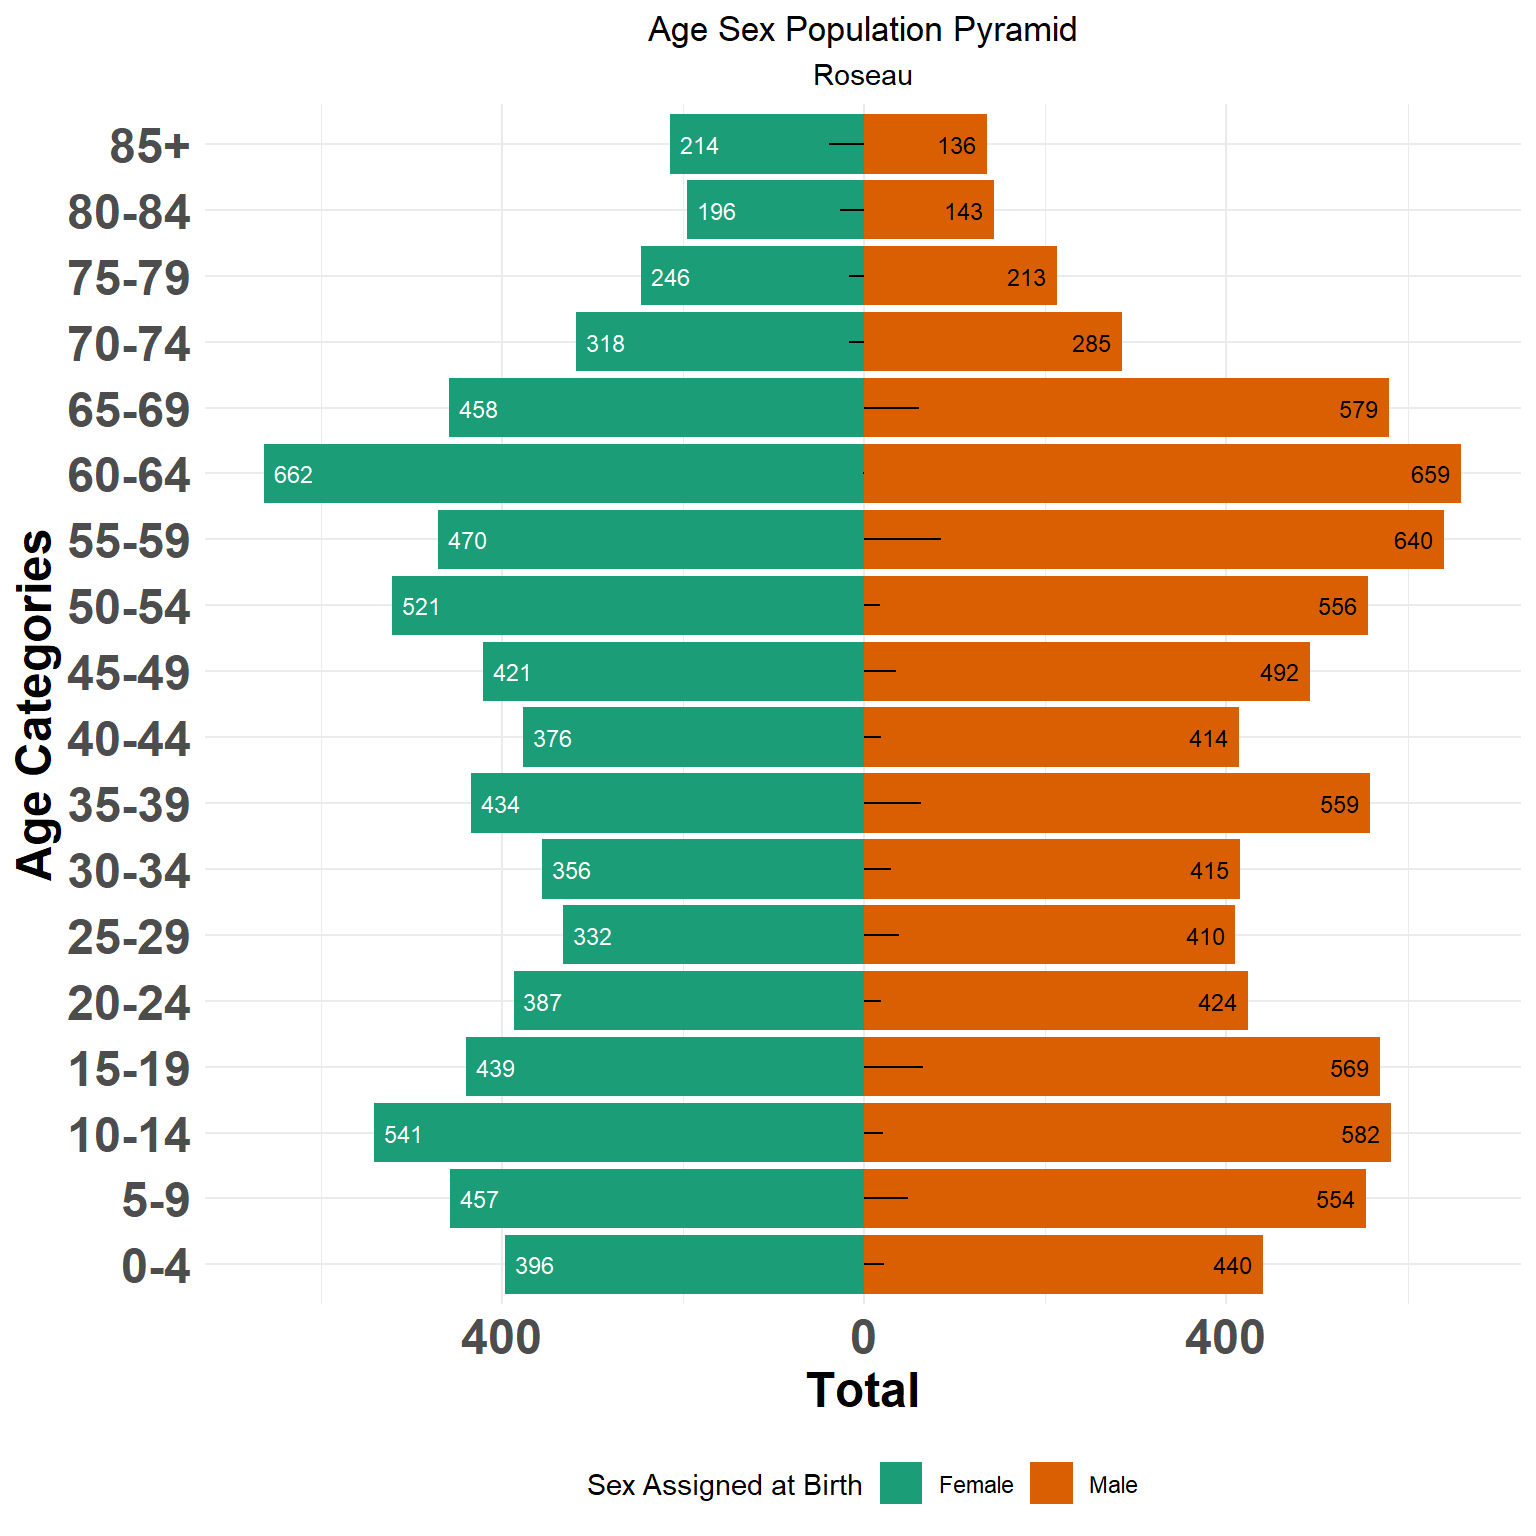 Age Sex Population Pyramid
Roseau
85+ 214 136
80-84 196 143
75-79 246 213
70-74 318 285
65-69 458 579
60-64 662 659
55-59 470 640
50-54 521 556
45-49 421 492
40-44 376 414
35-39 434 559
30-34 356 415
25-29 332 410
20-24 387 424
15-19 439 569
10-14 541 582
5-9 457 554
0-4 396 440
Age Categories
400 0 400
Total
Sex Assigned at Birth Female Male